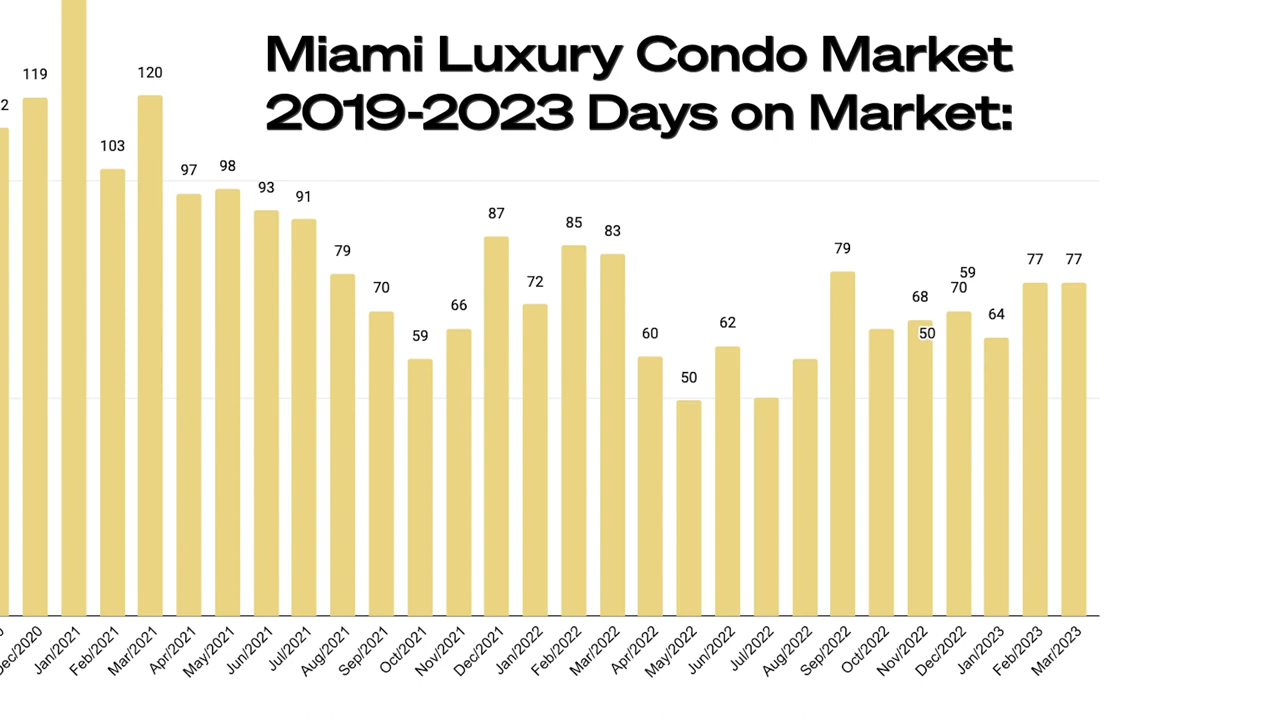 Miami Luxury Condo Market
2019-2023 Days on Market:
2
119
103
120
97
98
93
91
79
70
59
66
87
72
85
83
60
50
62
79
68
50
59
70
64
77
77
Dec/2020
Jan/2021
Feb/2021
Mar/2021
Apr/2021
May/2021
Jun/2021
Jul/2021
Aug/2021
Sep/2021
Oct/2021
Nov/2021
Dec/2021
Jan/2022
Feb/2022
Mar/2022
Apr/2022
May/2022
Jun/2022
Jul/2022
Aug/2022
Sep/2022
Oct/2022
Nov/2022
Dec/2022
Jan/2023
Feb/2023
Mar/2023